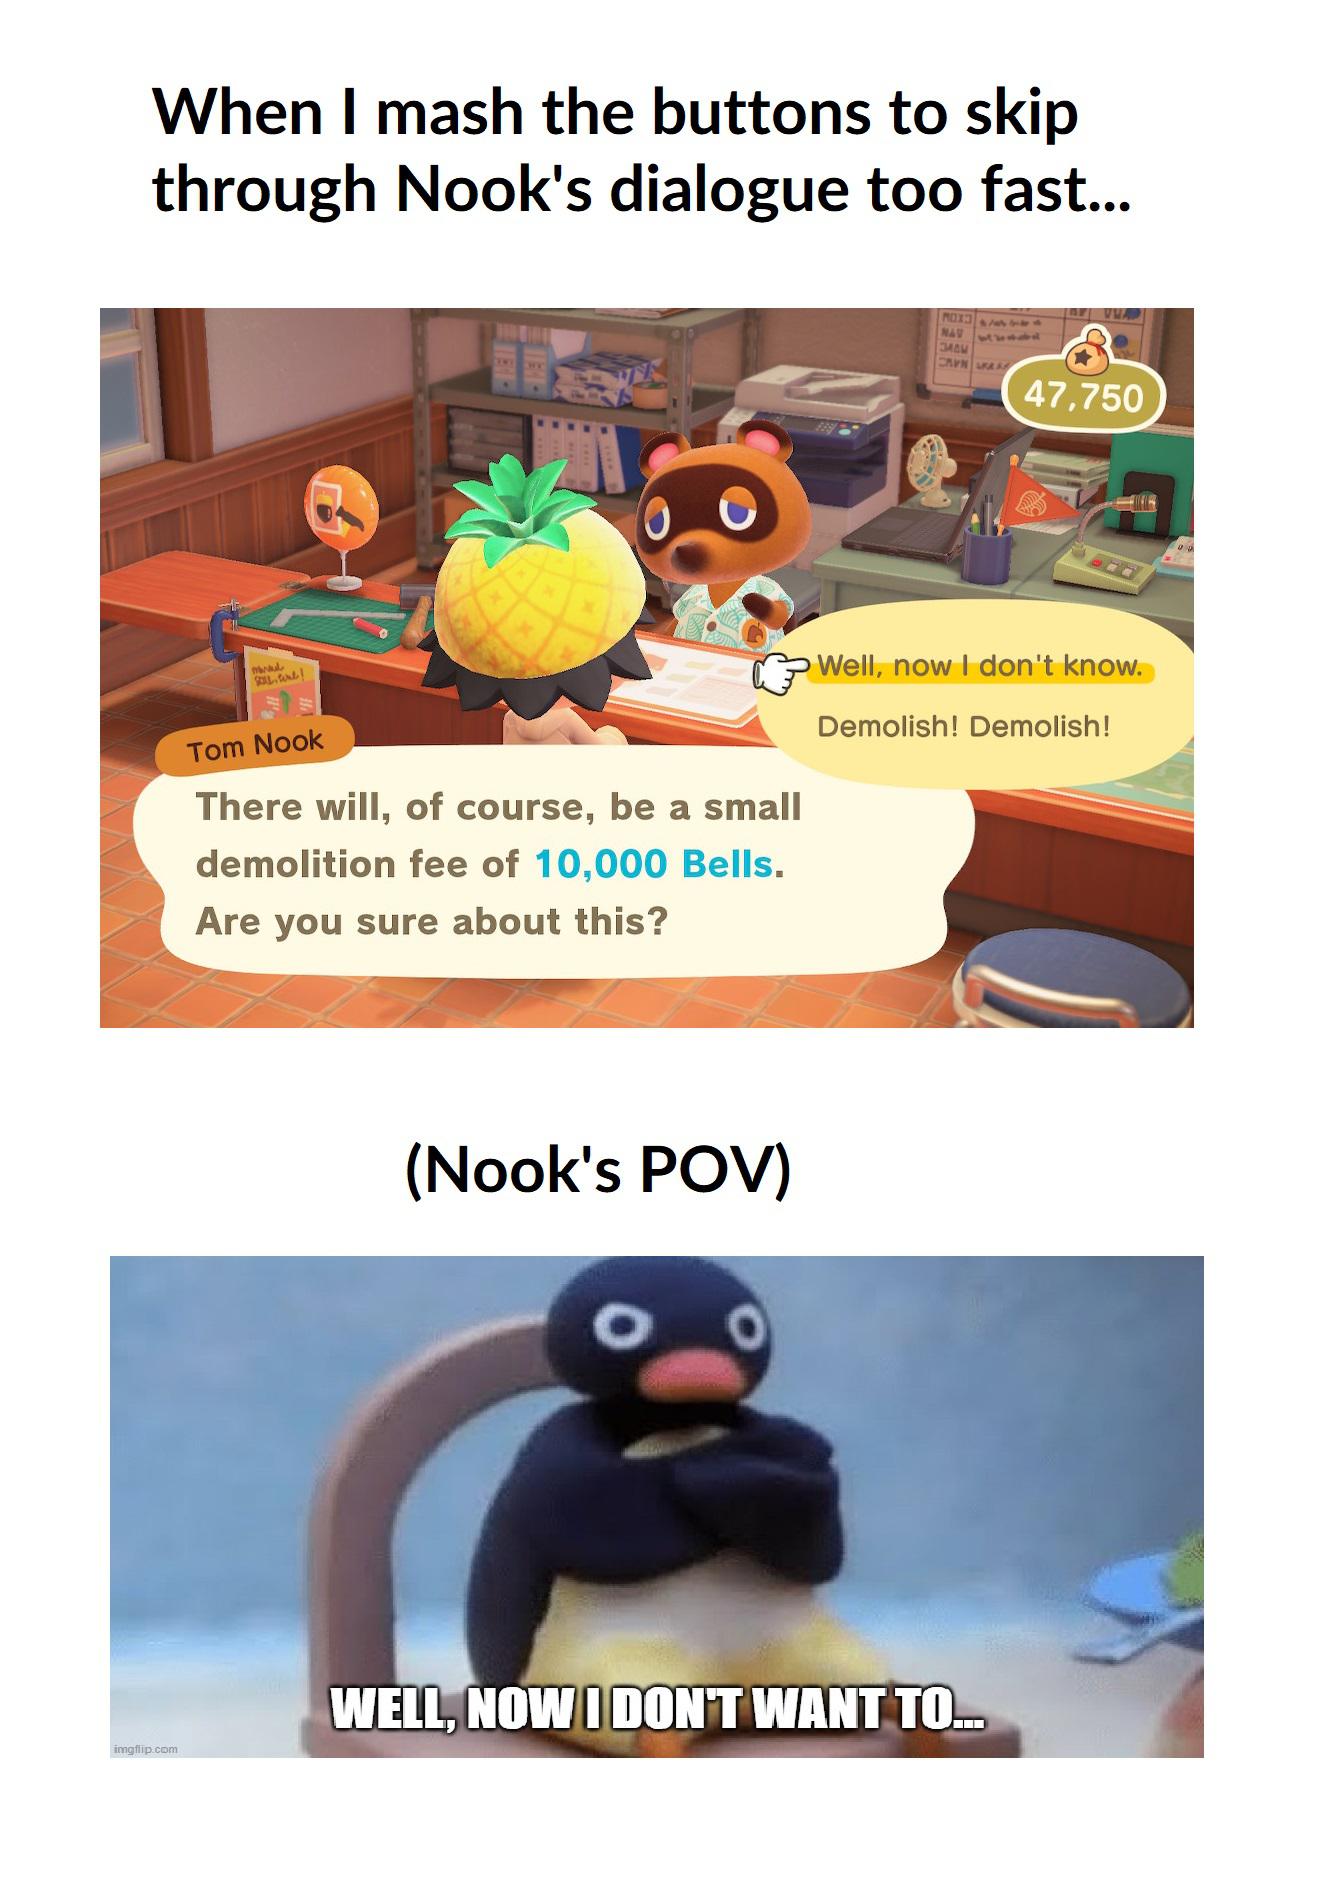 When I mash the buttons to skip
through Nook's dialogue too fast...
47,750
Well, now I don't know.
Demolish! Demolish!
Tom Nook
There will, of course, be a small
demolition fee of 10,000 Bells.
Are you sure about this?
(Nook's POV)
WELL, NOW I DON'T WANT TO...
imgflip.com